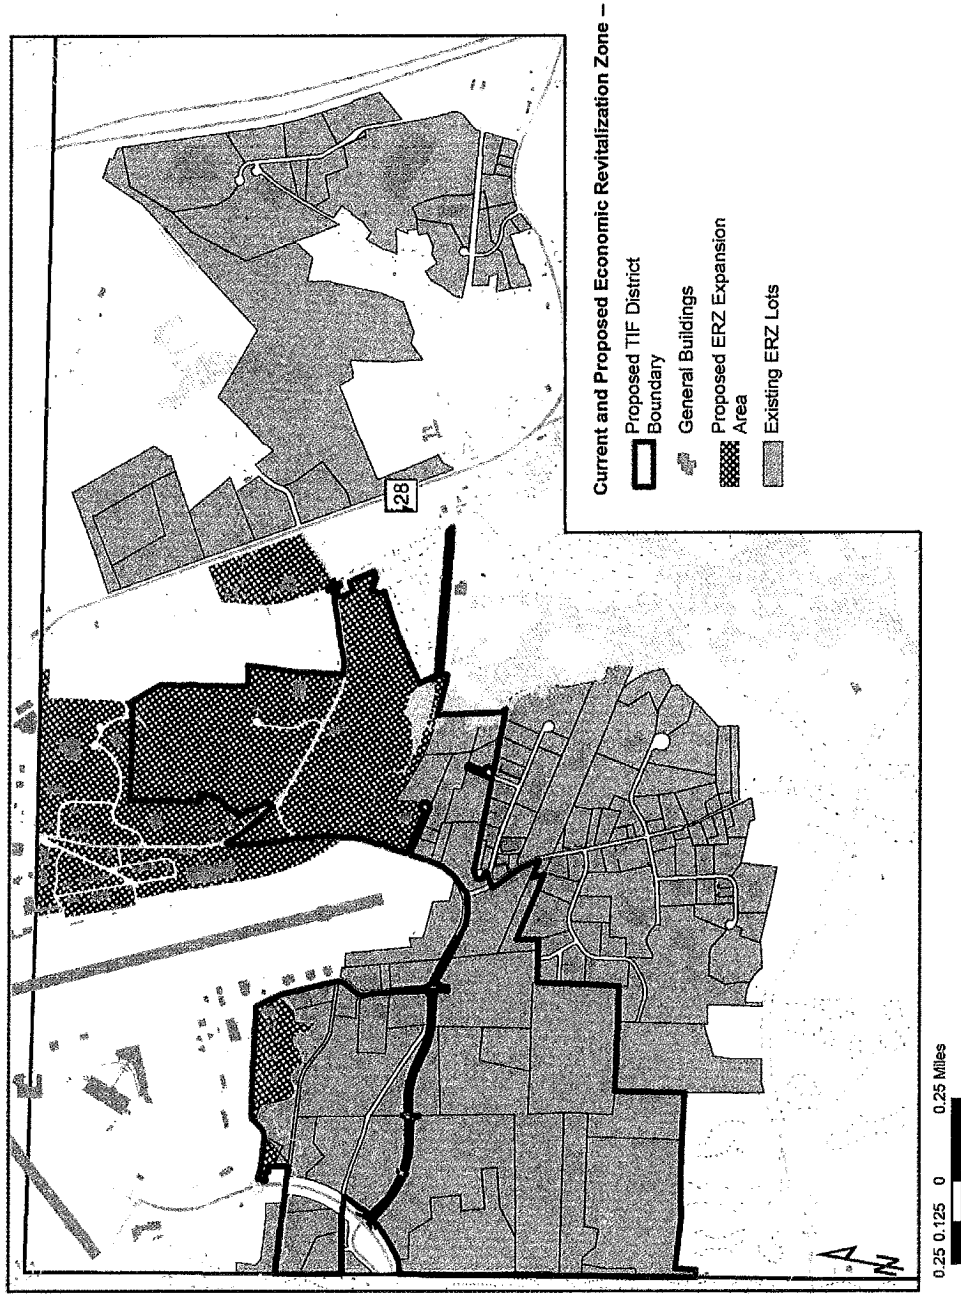 Current and Proposed Economic Revitalization Zone –
Proposed TIF District
Boundary
General Buildings
Proposed ERZ Expansion
Area
Existing ERZ Lots
28
N
0.25 0.125 0 0.25 Miles